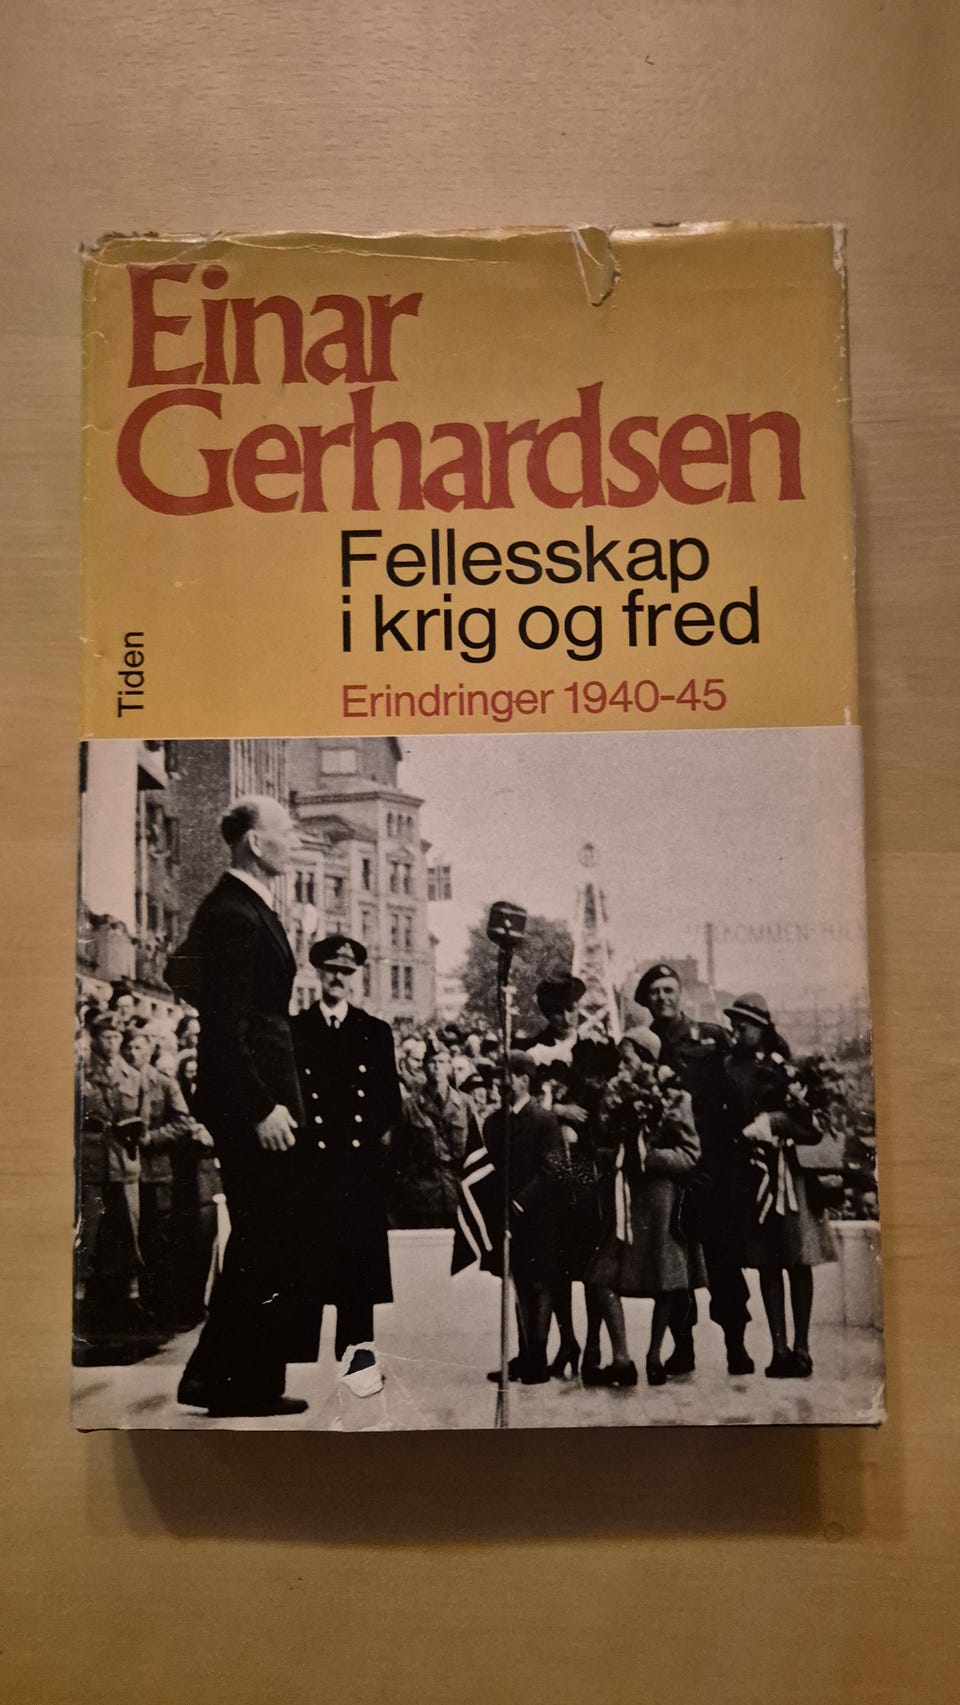 Einar
Gerhardsen
Fellesskap
i krig og fred
Erindringer 1940-45
Tiden